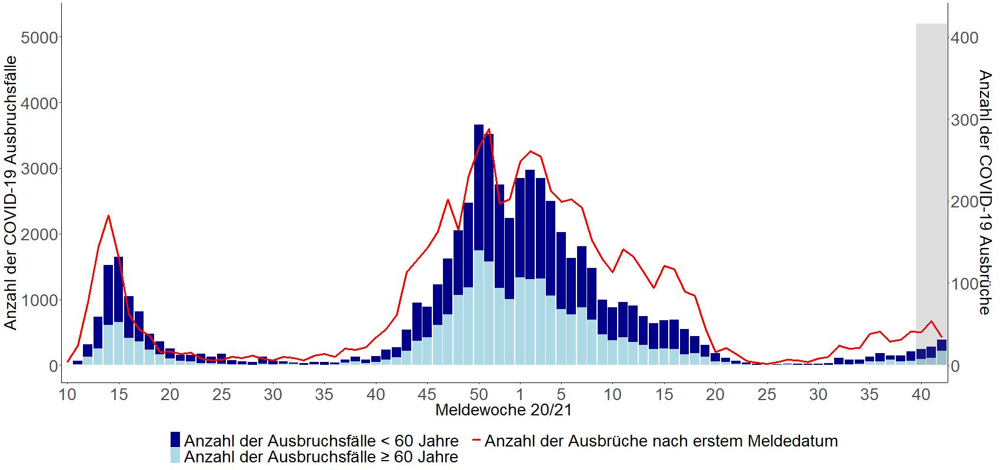 Anzahl der COVID-19 Ausbruchsfälle
5000
4000
3000
2000
1000
0
400
300
200
100
0
Anzahl der COVID-19 Ausbrüche
10 15 20 25 30 35 40 45 50 1 5 10 15 20 25 30 35 40
Meldewoche 20/21
Anzahl der Ausbruchsfälle < 60 Jahre
Anzahl der Ausbrüche nach erstem Meldedatum
Anzahl der Ausbruchsfälle ≥ 60 Jahre